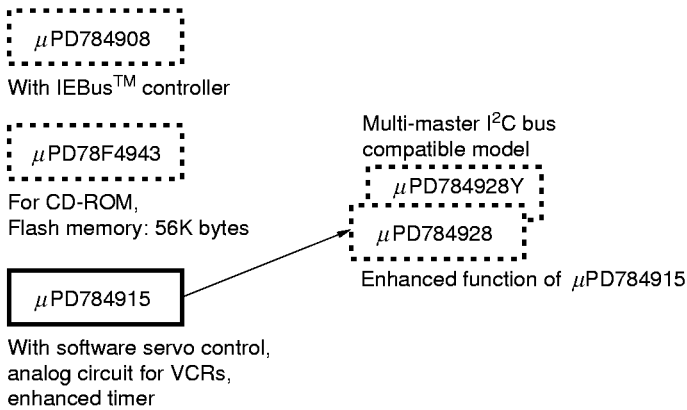 μPD784908
With IEBus™ controller
μPD78F4943
For CD-ROM,
Flash memory: 56K bytes
μPD784915
With software servo control,
analog circuit for VCRs,
enhanced timer
Multi-master I²C bus
compatible model
μPD784928Y
μPD784928
Enhanced function of μPD784915